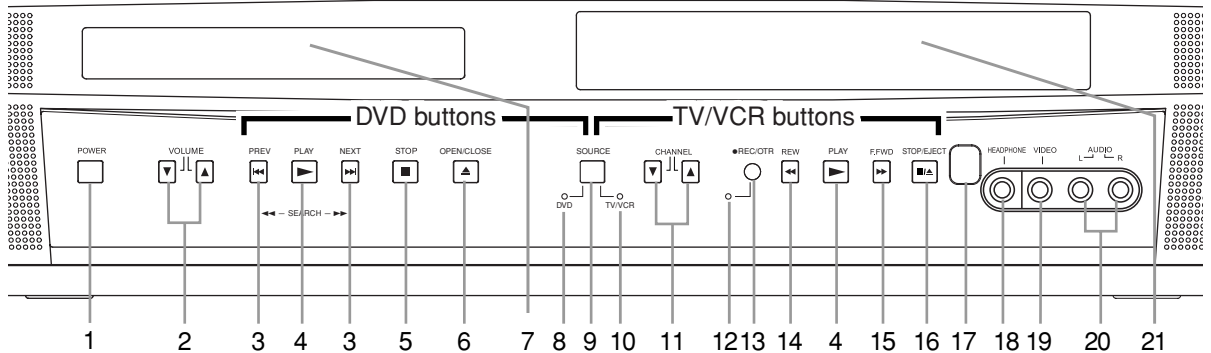 DVD buttons TV/VCR buttons
POWER VOLUME PREV PLAY NEXT STOP OPEN/CLOSE SOURCE CHANNEL ●REC/OTR REW PLAY F.FWD STOP/EJECT HEADPHONE VIDEO L AUDIO R
◄◄ – SEARCH – ►► DVD TV/VCR
1 2 3 4 3 5 6 7 8 9 10 11 12 13 14 4 15 16 17 18 19 20 21